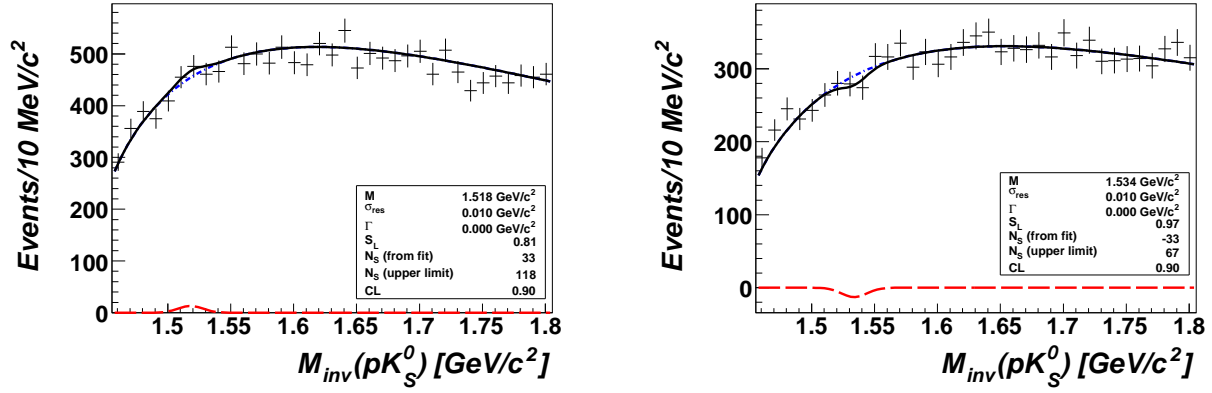 Events/10 MeV/c²
500
400
300
200
100
0
M 1.518 GeV/c²
σres 0.010 GeV/c²
Γ 0.000 GeV/c²
SL 0.81
NS (from fit) 33
NS (upper limit) 118
CL 0.90
1.5 1.55 1.6 1.65 1.7 1.75 1.8
Minv(pK⁰S) [GeV/c²]
Events/10 MeV/c²
300
200
100
0
M 1.534 GeV/c²
σres 0.010 GeV/c²
Γ 0.000 GeV/c²
SL 0.97
NS (from fit) -33
NS (upper limit) 67
CL 0.90
1.5 1.55 1.6 1.65 1.7 1.75 1.8
Minv(pK⁰S) [GeV/c²]